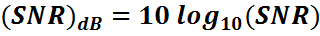 (SNR)dB = 10 log10(SNR)